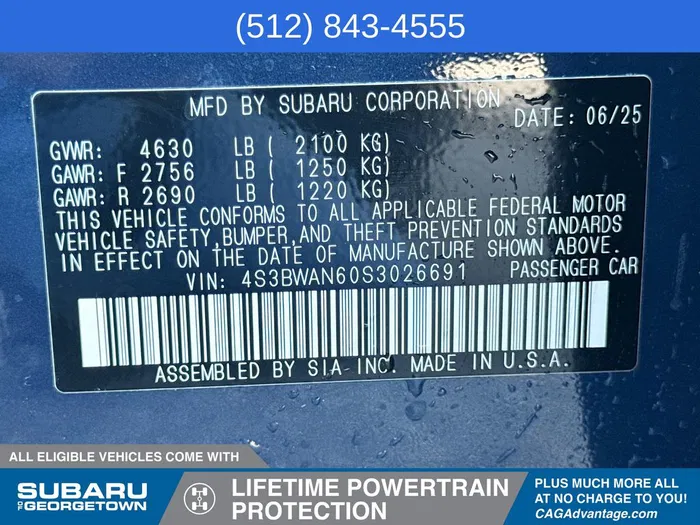 (512) 843-4555
MFD BY SUBARU CORPORATION
DATE: 06/25
GVWR: 4630 LB ( 2100 KG)
GAWR: F 2756 LB ( 1250 KG)
GAWR: R 2690 LB ( 1220 KG)
THIS VEHICLE CONFORMS TO ALL APPLICABLE FEDERAL MOTOR
VEHICLE SAFETY,BUMPER,AND THEFT PREVENTION STANDARDS
IN EFFECT ON THE DATE OF MANUFACTURE SHOWN ABOVE.
VIN: 4S3BWAN60S3026691 PASSENGER CAR
ASSEMBLED BY SIA INC. MADE IN U.S.A.
ALL ELIGIBLE VEHICLES COME WITH
SUBARU
OF GEORGETOWN
LIFETIME POWERTRAIN
PROTECTION
PLUS MUCH MORE ALL
AT NO CHARGE TO YOU!
CAGAdvantage.com